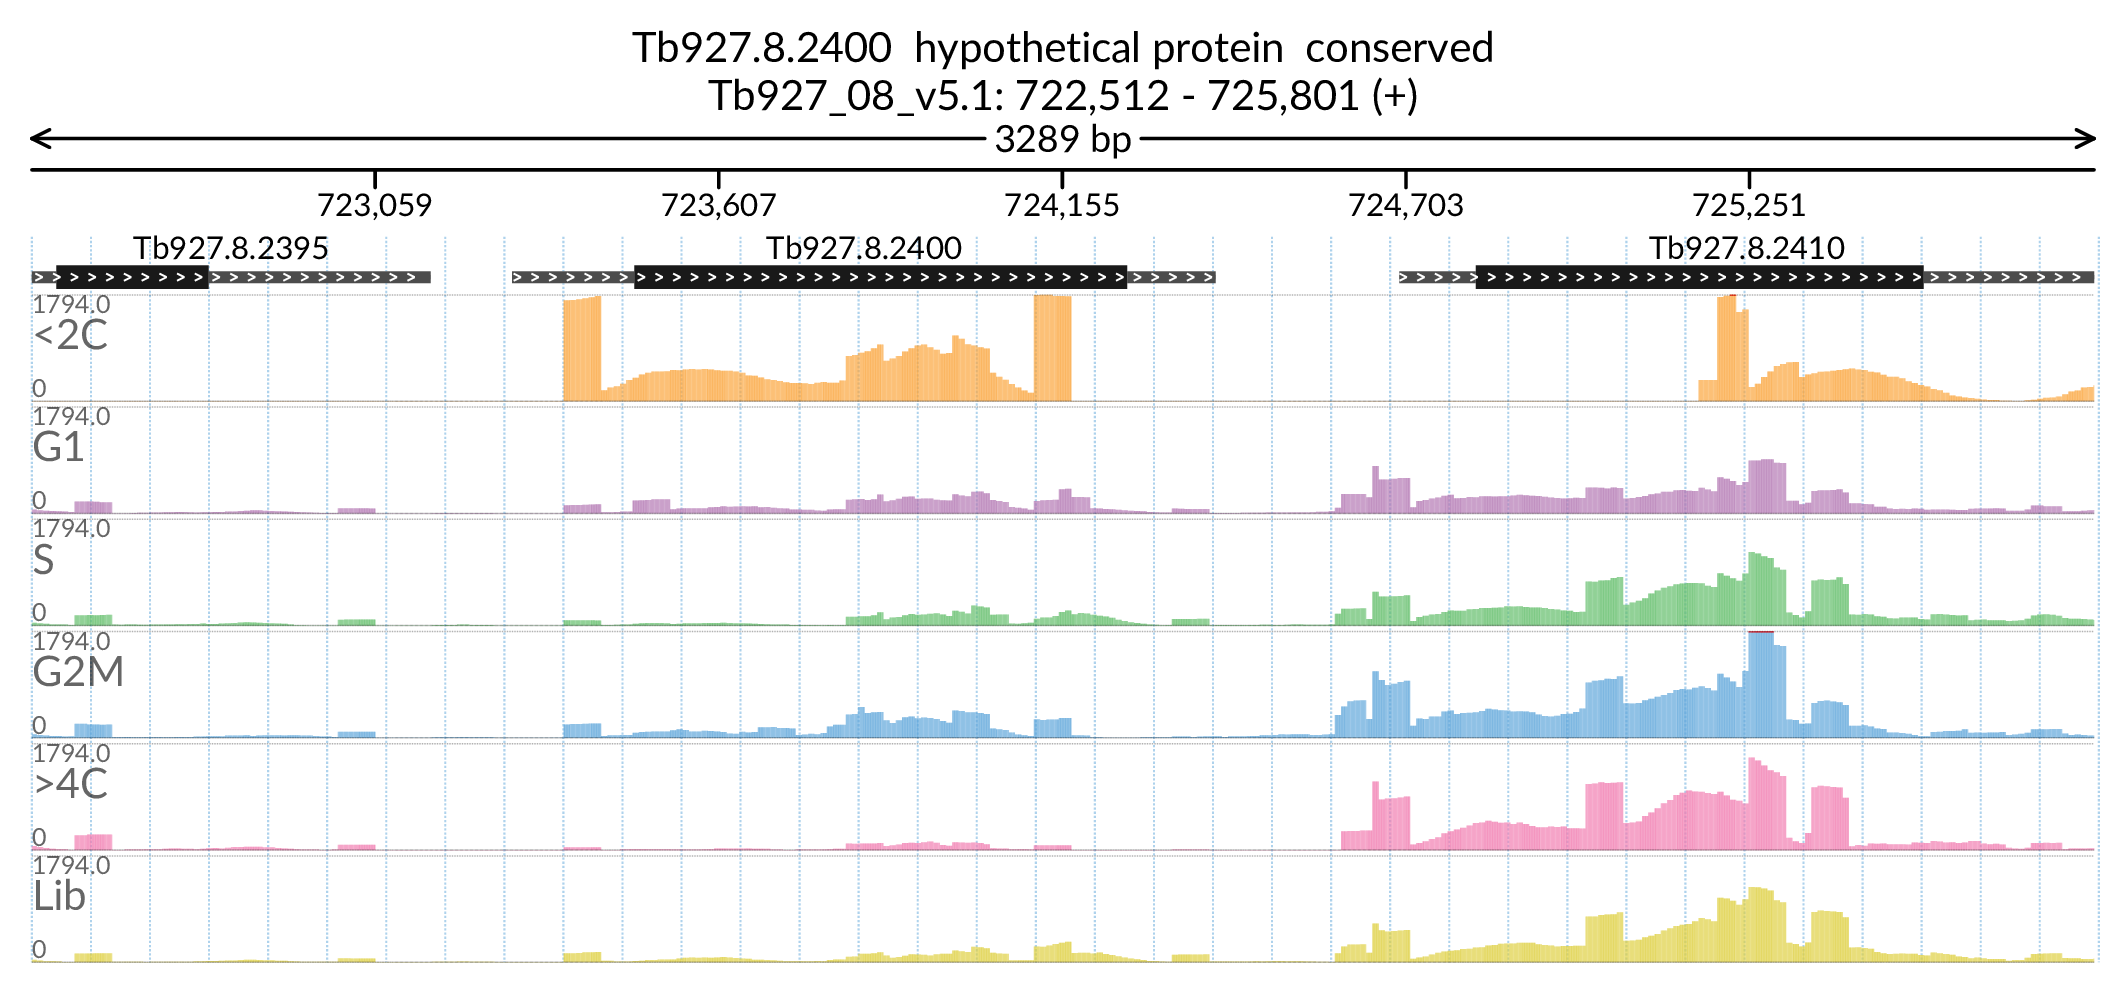 Tb927.8.2400 hypothetical protein conserved
Tb927_08_v5.1: 722,512 - 725,801 (+)
3289 bp
723,059 723,607 724,155 724,703 725,251
Tb927.8.2395 Tb927.8.2400 Tb927.8.2410
1794.0
<2C
0
1794.0
G1
0
1794.0
S
0
1794.0
G2M
0
1794.0
>4C
0
1794.0
Lib
0